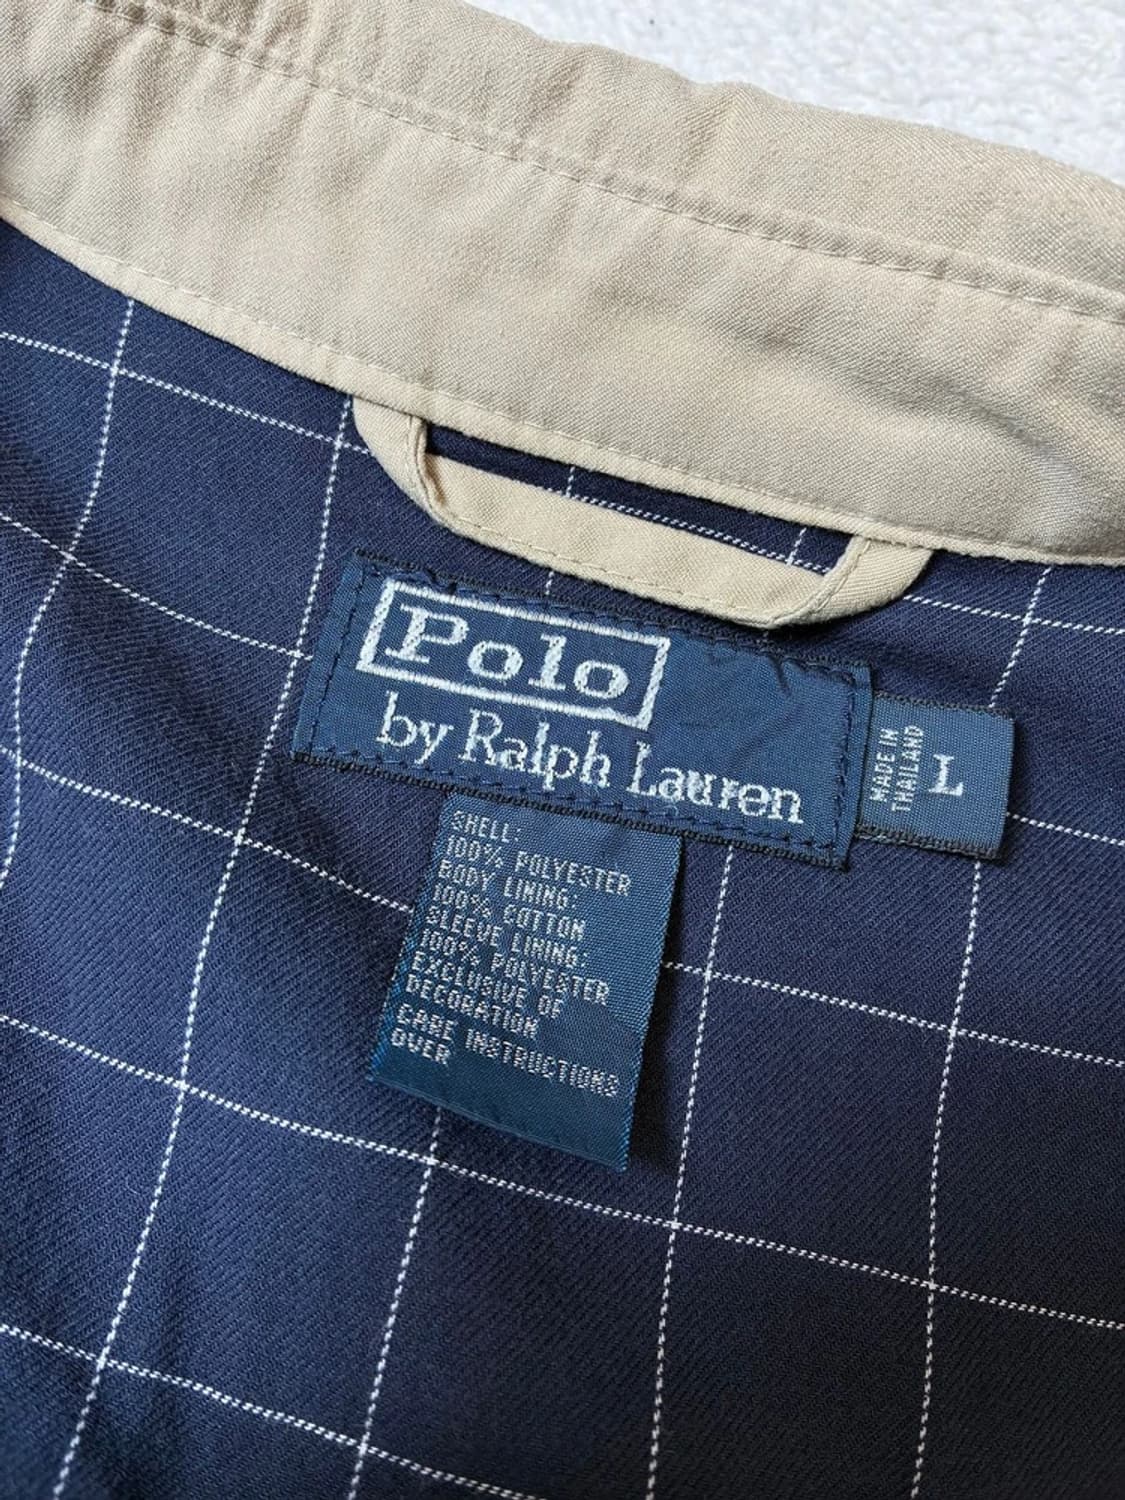 Polo
by Ralph Lauren
MADE IN
THAILAND
L
SHELL:
100% POLYESTER
BODY LINING:
100% COTTON
SLEEVE LINING:
100% POLYESTER
EXCLUSIVE OF
DECORATION
CARE INSTRUCTIONS
OVER